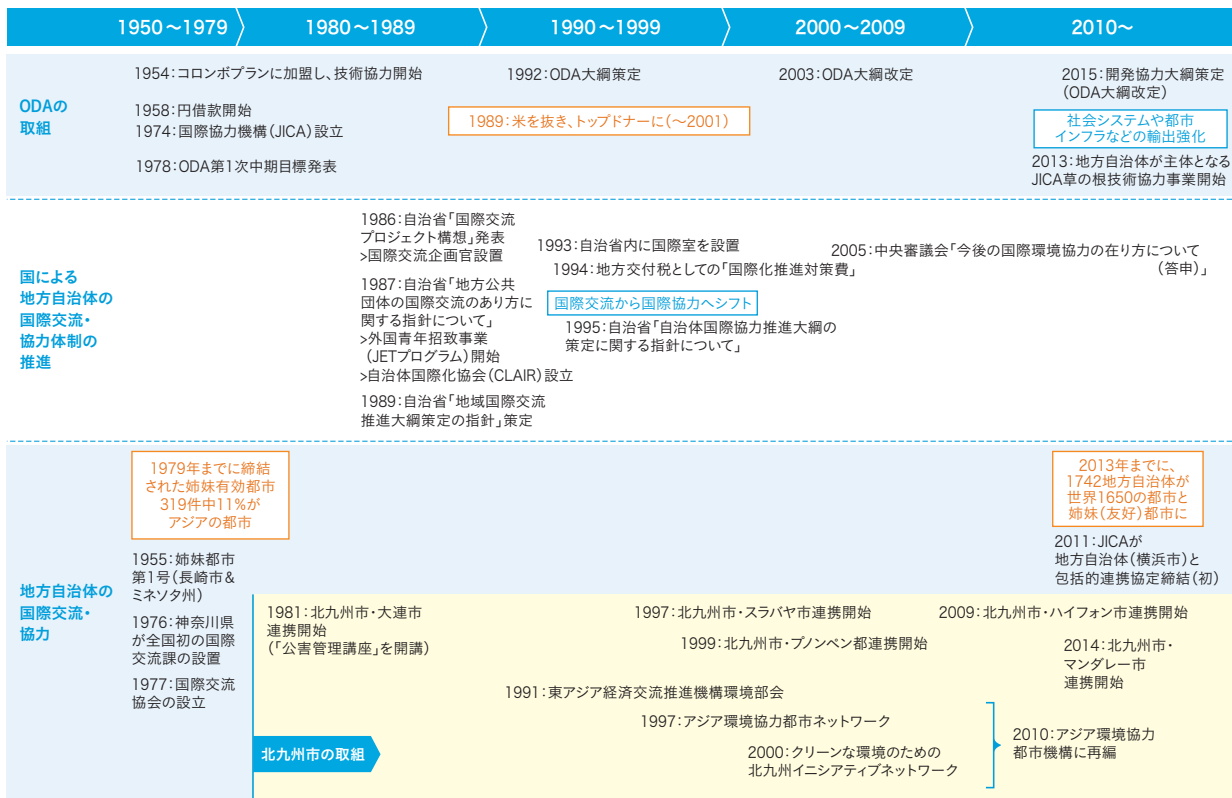 1950～1979
1980～1989
1990～1999
2000～2009
2010～
ODAの
取組
1954：コロンボプランに加盟し、技術協力開始
1958：円借款開始
1974：国際協力機構（JICA）設立
1978：ODA第1次中期目標発表
1992：ODA大綱策定
1989：米を抜き、トップドナーに（～2001）
2003：ODA大綱改定
2015：開発協力大綱策定
（ODA大綱改定）
社会システムや都市
インフラなどの輸出強化
2013：地方自治体が主体となる
JICA草の根技術協力事業開始
国による
地方自治体の
国際交流・
協力体制の
推進
1986：自治省「国際交流
プロジェクト構想」発表
>国際交流企画官設置
1987：自治省「地方公共
団体の国際交流のあり方に
関する指針について」
>外国青年招致事業
（JETプログラム）開始
>自治体国際化協会（CLAIR）設立
1989：自治省「地域国際交流
推進大綱策定の指針」策定
1993：自治省内に国際室を設置
1994：地方交付税としての「国際化推進対策費」
国際交流から国際協力へシフト
1995：自治省「自治体国際協力推進大綱の
策定に関する指針について」
2005：中央審議会「今後の国際環境協力の在り方について
（答申）」
地方自治体の
国際交流・
協力
1979年までに締結
された姉妹有効都市
319件中11%が
アジアの都市
1955：姉妹都市
第1号（長崎市＆
ミネソタ州）
1976：神奈川県
が全国初の国際
交流課の設置
1977：国際交流
協会の設立
2013年までに、
1742地方自治体が
世界1650の都市と
姉妹（友好）都市に
2011：JICAが
地方自治体（横浜市）と
包括的連携協定締結（初）
1981：北九州市・大連市
連携開始
（「公害管理講座」を開講）
1997：北九州市・スラバヤ市連携開始
1999：北九州市・プノンペン都連携開始
2009：北九州市・ハイフォン市連携開始
2014：北九州市・
マンダレー市
連携開始
1991：東アジア経済交流推進機構環境部会
1997：アジア環境協力都市ネットワーク
2000：クリーンな環境のための
北九州イニシアティブネットワーク
2010：アジア環境協力
都市機構に再編
北九州市の取組